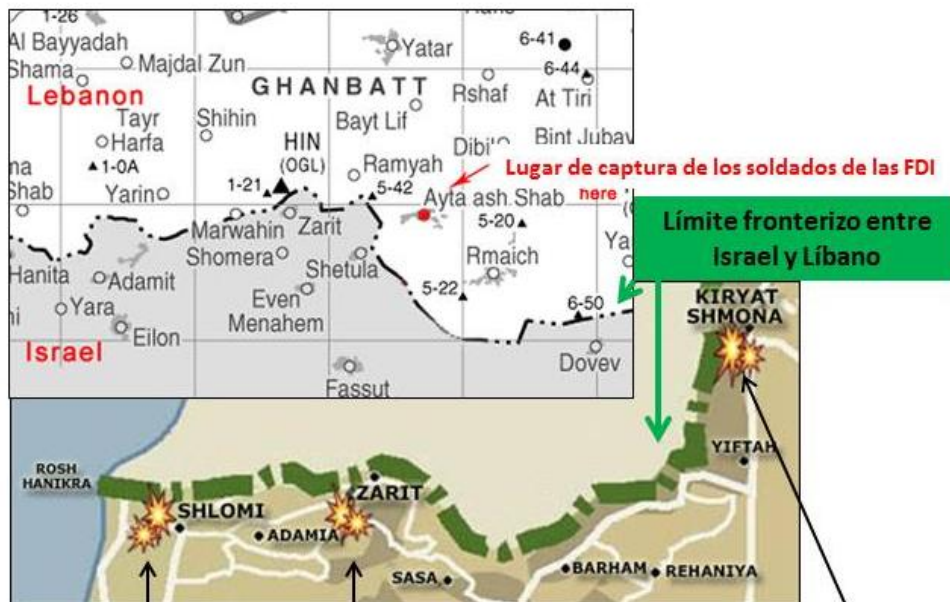 1-26
Al Bayyadah
Shama
Majdal Zun
Yatar
6-41
6-44
GHANBATT
Lebanon
Rshaf
At Tiri
Tayr
Harfa
Shihin
Bayt Lif
HIN
(OGL)
Dibil
Bint Jubay
1-0A
Shab
Yarin
1-21
Ramyah
5-42
Lugar de captura de los soldados de las FDI
Ayta ash Shab
here
Marwahin
Zarit
5-20
Shomera
Shetula
Rmaich
Límite fronterizo entre
Israel y Líbano
Hanita
Adamit
Even
Menahem
5-22
6-50
Yara
Eilon
Israel
Fassut
Dovev
KIRYAT
SHMONA
ROSH
HANIKRA
ZARIT
YIFTAH
SHLOMI
ADAMIA
SASA
BARHAM
REHANIYA